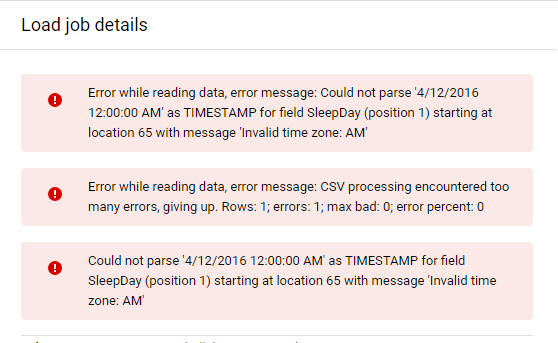 Load job details
Error while reading data, error message: Could not parse '4/12/2016
12:00:00 AM' as TIMESTAMP for field SleepDay (position 1) starting at
location 65 with message 'Invalid time zone: AM'
Error while reading data, error message: CSV processing encountered too
many errors, giving up. Rows: 1; errors: 1; max bad: 0; error percent: 0
Could not parse '4/12/2016 12:00:00 AM' as TIMESTAMP for field
SleepDay (position 1) starting at location 65 with message 'Invalid time
zone: AM'